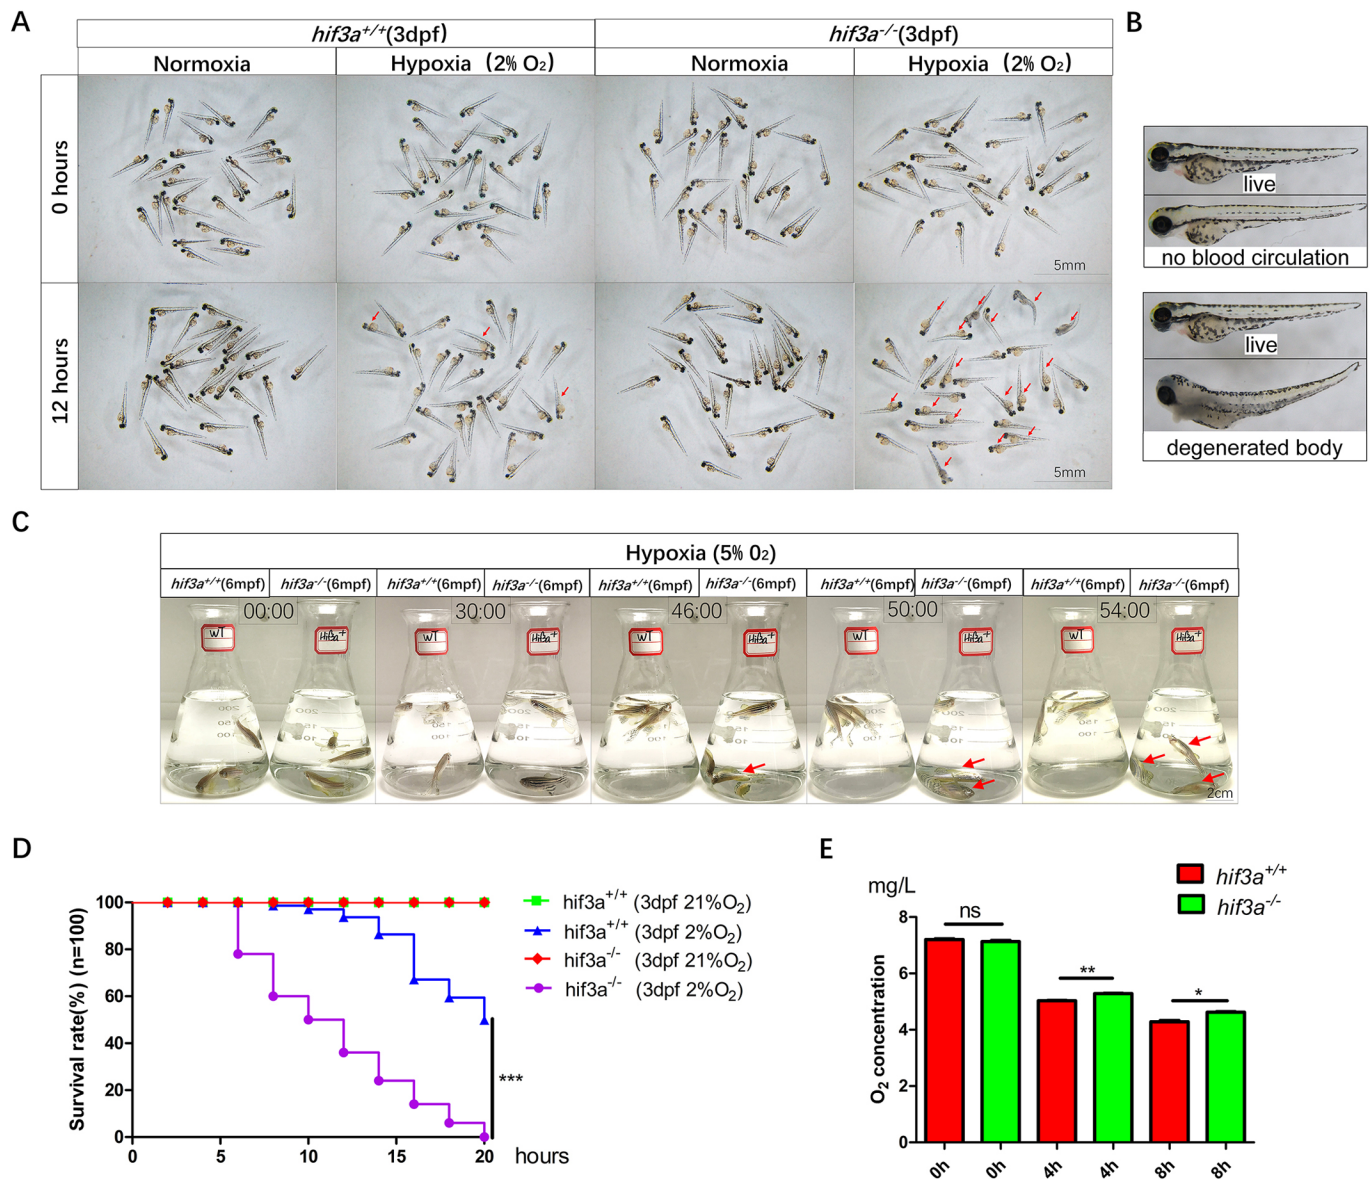 A
hif3a+/+(3dpf)
hif3a-/-(3dpf)
B
Normoxia
Hypoxia (2% O2)
Normoxia
Hypoxia (2% O2)
0 hours
5mm
12 hours
5mm
live
no blood circulation
live
degenerated body
C
Hypoxia (5% O2)
hif3a+/+(6mpf)
hif3a-/-(6mpf)
hif3a+/+(6mpf)
hif3a-/-(6mpf)
hif3a+/+(6mpf)
hif3a-/-(6mpf)
hif3a+/+(6mpf)
hif3a-/-(6mpf)
hif3a+/+(6mpf)
hif3a-/-(6mpf)
00:00
30:00
46:00
50:00
54:00
WT
WT
WT
WT
WT
2cm
D
Survival rate(%) (n=100)
100
80
60
40
20
0
0
5
10
15
20
hours
***
hif3a+/+ (3dpf 21%O2)
hif3a+/+ (3dpf 2%O2)
hif3a-/- (3dpf 21%O2)
hif3a-/- (3dpf 2%O2)
E
hif3a+/+
hif3a-/-
mg/L
O2 concentration
8
6
4
2
0
ns
**
*
0h
0h
4h
4h
8h
8h